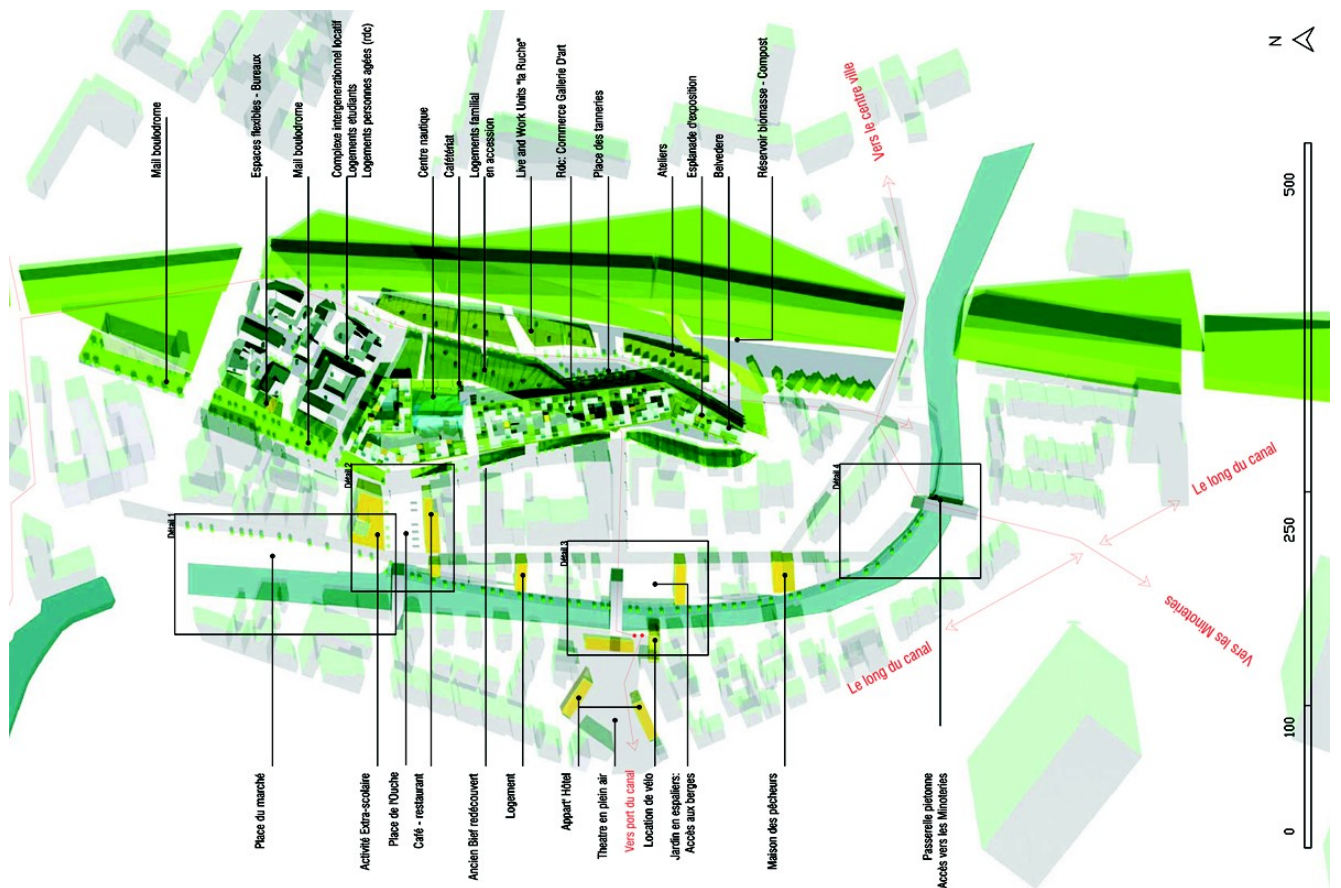 Mail boulodrome
Espaces flexibles - Bureaux
Mail boulodrome
Complexe intergenerationnel locatif
Logements etudiants
Logements personnes agées (rdc)
Centre nautique
Cafétériat
Logements familial
en accession
Live and Work Units "la Ruche"
Rdc: Commerce Gallerie D'art
Place des tanneries
Ateliers
Esplanade d'exposition
Belvedere
Réservoir biomasse - Compost
Vers le centre ville
N
500
250
100
0
Détail 1
Détail 2
Détail 3
Détail 4
Le long du canal
Vers les Minoteries
Le long du canal
Place du marché
Activité Extra-scolaire
Place de l'Ouche
Café - restaurant
Ancien Bief redécouvert
Logement
Appart' Hôtel
Theatre en plein air
Vers port du canal
Location de vélo
Jardin en espaliers:
Accès aux berges
Maison des pêcheurs
Passerelle pietonne
Accès vers les Minoteries